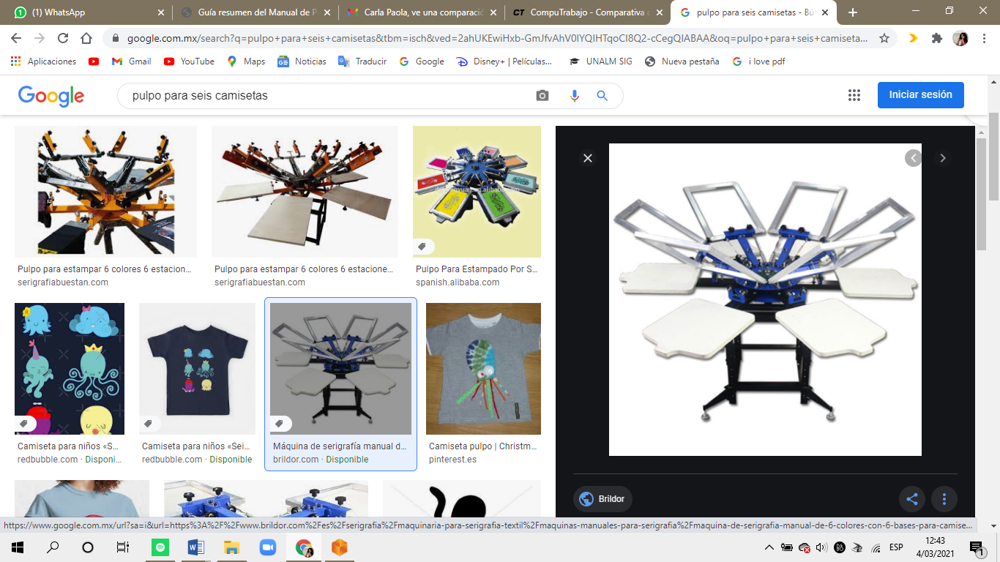 (1) WhatsApp
Guía resumen del Manual de P
Carla Paola, ve una comparació
CompuTrabajo - Comparativa
pulpo para seis camisetas - Bús
google.com.mx/search?q=pulpo+para+seis+camisetas&tbm=isch&ved=2ahUKEwiHxb-GmJfvAhV0lYQIHTqoCI8Q2-cCegQIABAA&oq=pulpo+para+seis+camiseta...
Aplicaciones
Gmail
YouTube
Maps
Noticias
Traducir
Google
Disney+ | Películas...
UNALM SIG
Nueva pestaña
i love pdf
Google
pulpo para seis camisetas
Iniciar sesión
Pulpo para estampar 6 colores 6 estacion...
serigrafiabuestan.com
Pulpo para estampar 6 colores 6 estacione...
serigrafiabuestan.com
Pulpo Para Estampado Por S...
spanish.alibaba.com
Camiseta para niños «S...
redbubble.com · Disponi...
Camiseta para niños «Sei...
redbubble.com · Disponible
Máquina de serigrafía manual d...
brildor.com · Disponible
Camiseta pulpo | Christm...
pinterest.es
Brildor
https://www.google.com.mx/url?sa=i&url=https%3A%2F%2Fwww.brildor.com%2Fes%2Fserigrafia%2Fmaquinaria-para-serigrafia-textil%2Fmaquinas-manuales-para-serigrafia%2Fmaquina-de-serigrafia-manual-de-6-colores-con-6-bases-para-camise...
ESP
12:43
4/03/2021
1